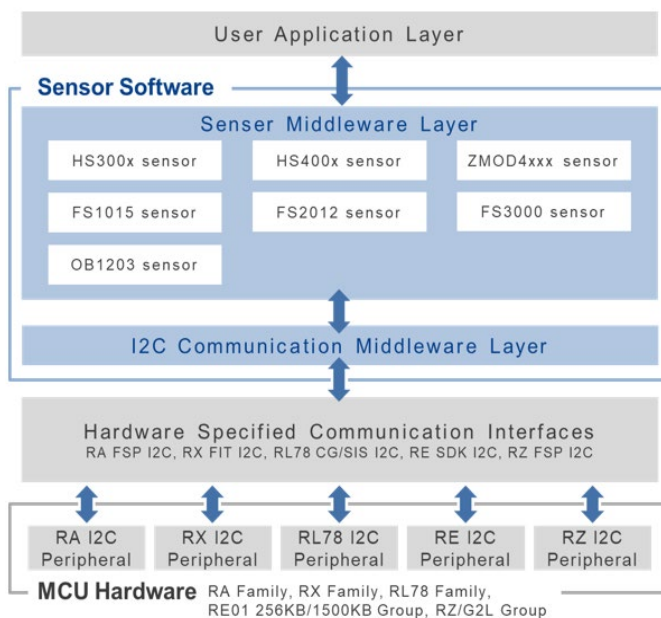 User Application Layer
Sensor Software
Senser Middleware Layer
HS300x sensor
HS400x sensor
ZMOD4xxx sensor
FS1015 sensor
FS2012 sensor
FS3000 sensor
OB1203 sensor
I2C Communication Middleware Layer
Hardware Specified Communication Interfaces
RA FSP I2C, RX FIT I2C, RL78 CG/SIS I2C, RE SDK I2C, RZ FSP I2C
RA I2C
Peripheral
RX I2C
Peripheral
RL78 I2C
Peripheral
RE I2C
Peripheral
RZ I2C
Peripheral
MCU Hardware
RA Family, RX Family, RL78 Family,
RE01 256KB/1500KB Group, RZ/G2L Group